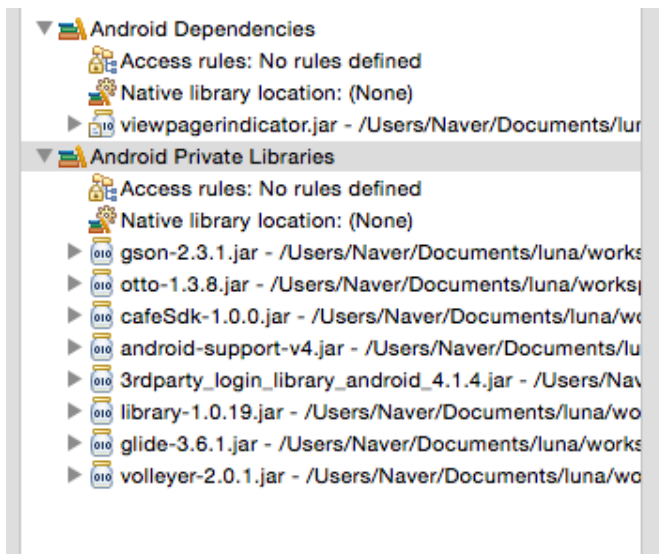 Android Dependencies
Access rules: No rules defined
Native library location: (None)
viewpagerindicator.jar - /Users/Naver/Documents/lur
Android Private Libraries
Access rules: No rules defined
Native library location: (None)
gson-2.3.1.jar - /Users/Naver/Documents/luna/works
otto-1.3.8.jar - /Users/Naver/Documents/luna/works
cafeSdk-1.0.0.jar - /Users/Naver/Documents/luna/wo
android-support-v4.jar - /Users/Naver/Documents/lu
3rdparty_login_library_android_4.1.4.jar - /Users/Nav
library-1.0.19.jar - /Users/Naver/Documents/luna/wo
glide-3.6.1.jar - /Users/Naver/Documents/luna/works
volleyer-2.0.1.jar - /Users/Naver/Documents/luna/wo